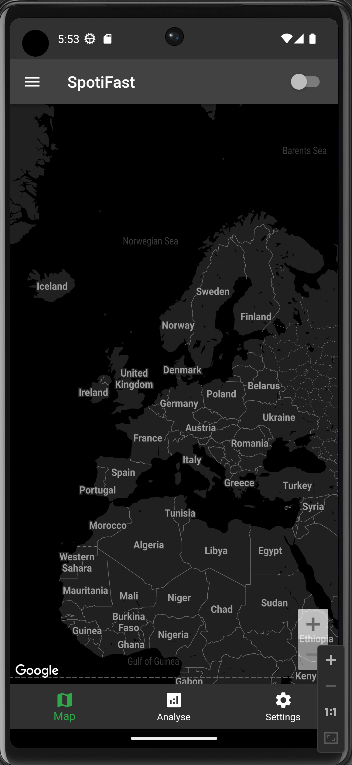 5:53
SpotiFast
Barents Sea
Norwegian Sea
Iceland
Sweden
Finland
Norway
United
Kingdom
Denmark
Ireland
Poland
Belarus
Germany
Ukraine
Austria
France
Romania
Italy
Spain
Greece
Turkey
Portugal
Syria
Tunisia
Morocco
Algeria
Libya
Egypt
Western
Sahara
Mauritania
Mali
Niger
Chad
Sudan
Burkina
Faso
Guinea
Ghana
Nigeria
Ethiopia
Gulf of Guinea
Google
Gabon
Keny
1:1
Map
Analyse
Settings